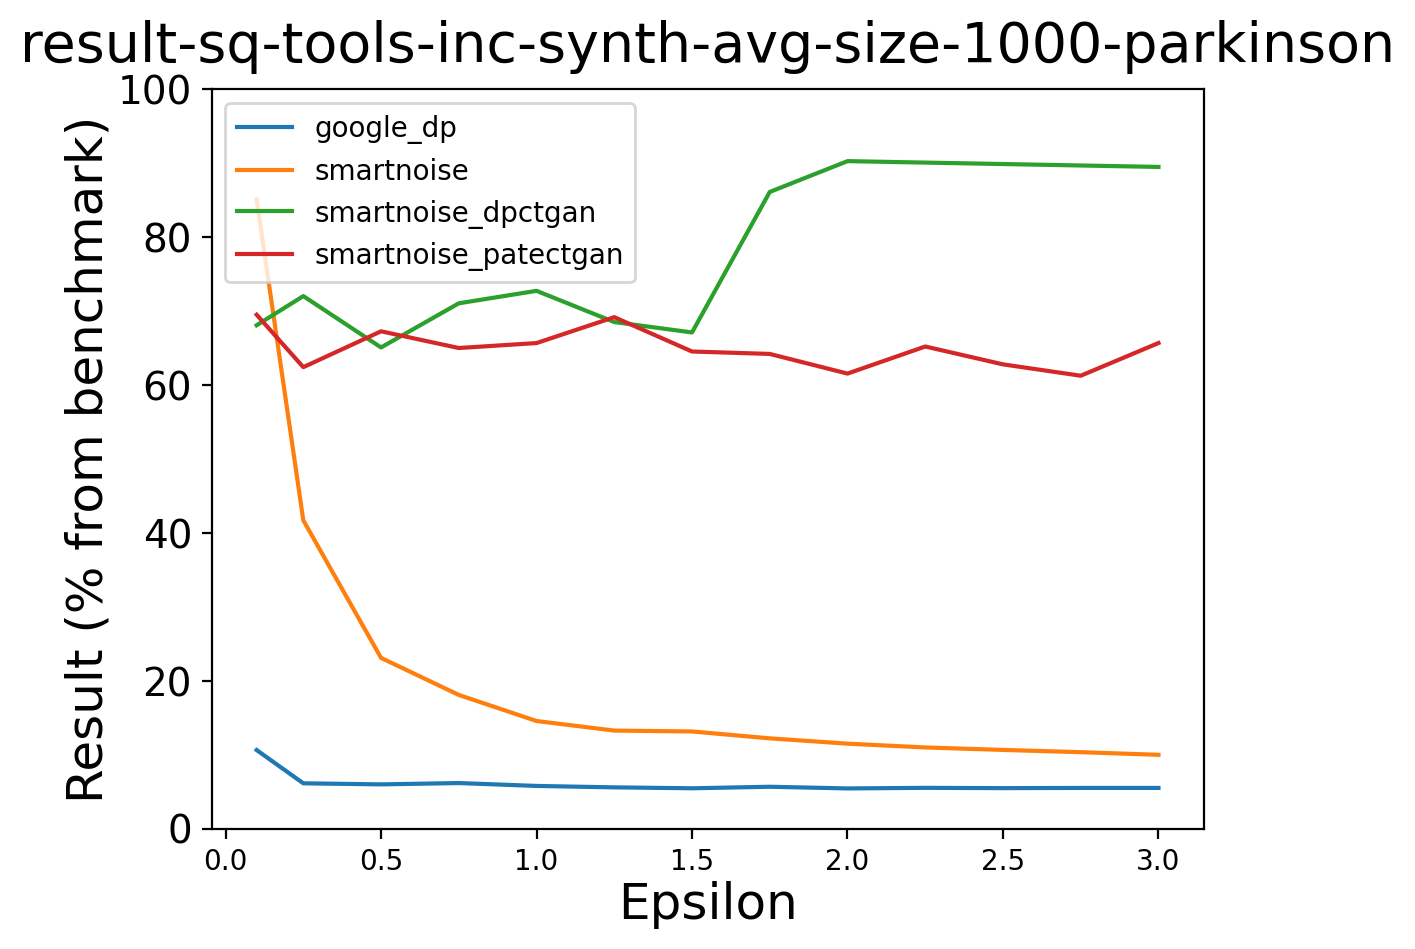 result-sq-tools-inc-synth-avg-size-1000-parkinson
Result (% from benchmark)
100
80
60
40
20
0
google_dp
smartnoise
smartnoise_dpctgan
smartnoise_patectgan
0.0 0.5 1.0 1.5 2.0 2.5 3.0
Epsilon